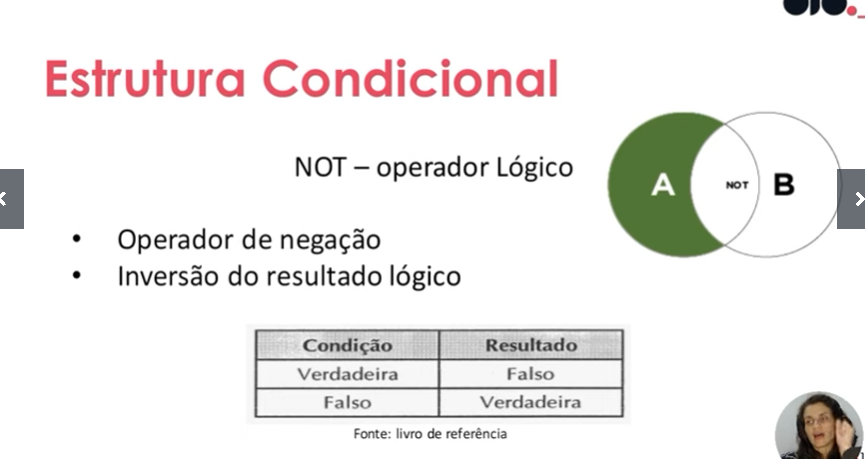 Estrutura Condicional
NOT – operador Lógico
A NOT B
• Operador de negação
• Inversão do resultado lógico
Condição Resultado
Verdadeira Falso
Falso Verdadeira
Fonte: livro de referência